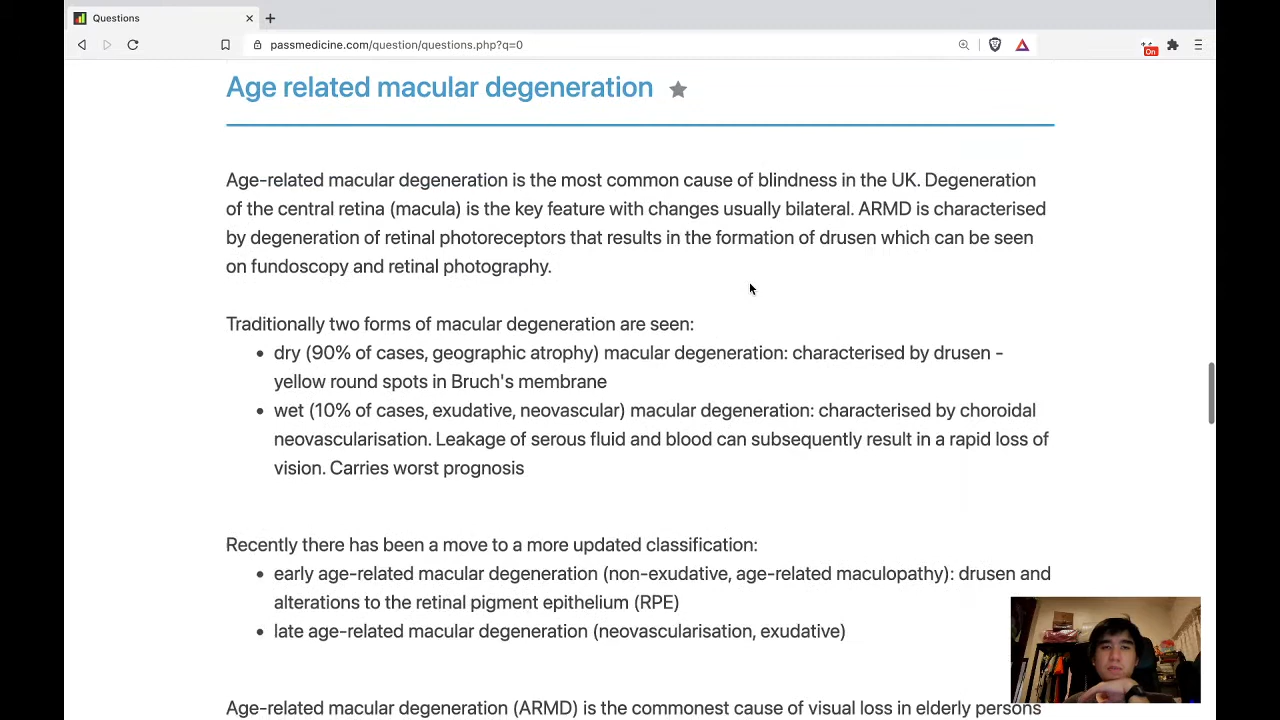 Questions
passmedicine.com/question/questions.php?q=0
On
Age related macular degeneration
Age-related macular degeneration is the most common cause of blindness in the UK. Degeneration
of the central retina (macula) is the key feature with changes usually bilateral. ARMD is characterised
by degeneration of retinal photoreceptors that results in the formation of drusen which can be seen
on fundoscopy and retinal photography.
Traditionally two forms of macular degeneration are seen:
• dry (90% of cases, geographic atrophy) macular degeneration: characterised by drusen -
yellow round spots in Bruch's membrane
• wet (10% of cases, exudative, neovascular) macular degeneration: characterised by choroidal
neovascularisation. Leakage of serous fluid and blood can subsequently result in a rapid loss of
vision. Carries worst prognosis
Recently there has been a move to a more updated classification:
• early age-related macular degeneration (non-exudative, age-related maculopathy): drusen and
alterations to the retinal pigment epithelium (RPE)
• late age-related macular degeneration (neovascularisation, exudative)
Age-related macular degeneration (ARMD) is the commonest cause of visual loss in elderly persons